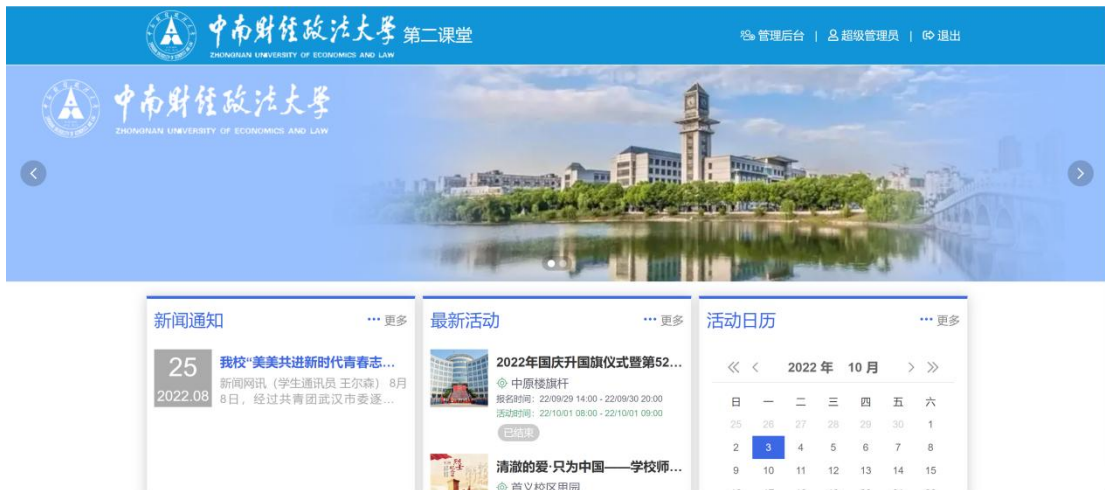 中南财经政法大学 第二课堂
ZHONGNAN UNIVERSITY OF ECONOMICS AND LAW
管理后台 | 超级管理员 | 退出
中南财经政法大学
ZHONGNAN UNIVERSITY OF ECONOMICS AND LAW
新闻通知
••• 更多
25
2022.08
我校“美美共进新时代青春志...
新闻网讯（学生通讯员 王尔森） 8月
8日，经过共青团武汉市委遂...
最新活动
••• 更多
2022年国庆升国旗仪式暨第52...
中原楼旗杆
报名时间：22/09/29 14:00 - 22/09/30 20:00
活动时间：22/10/01 08:00 - 22/10/01 09:00
已结束
清澈的爱·只为中国——学校师...
首义校区思园
活动日历
••• 更多
2022 年 10 月
日 一 二 三 四 五 六
25 26 27 28 29 30 1
2 3 4 5 6 7 8
9 10 11 12 13 14 15